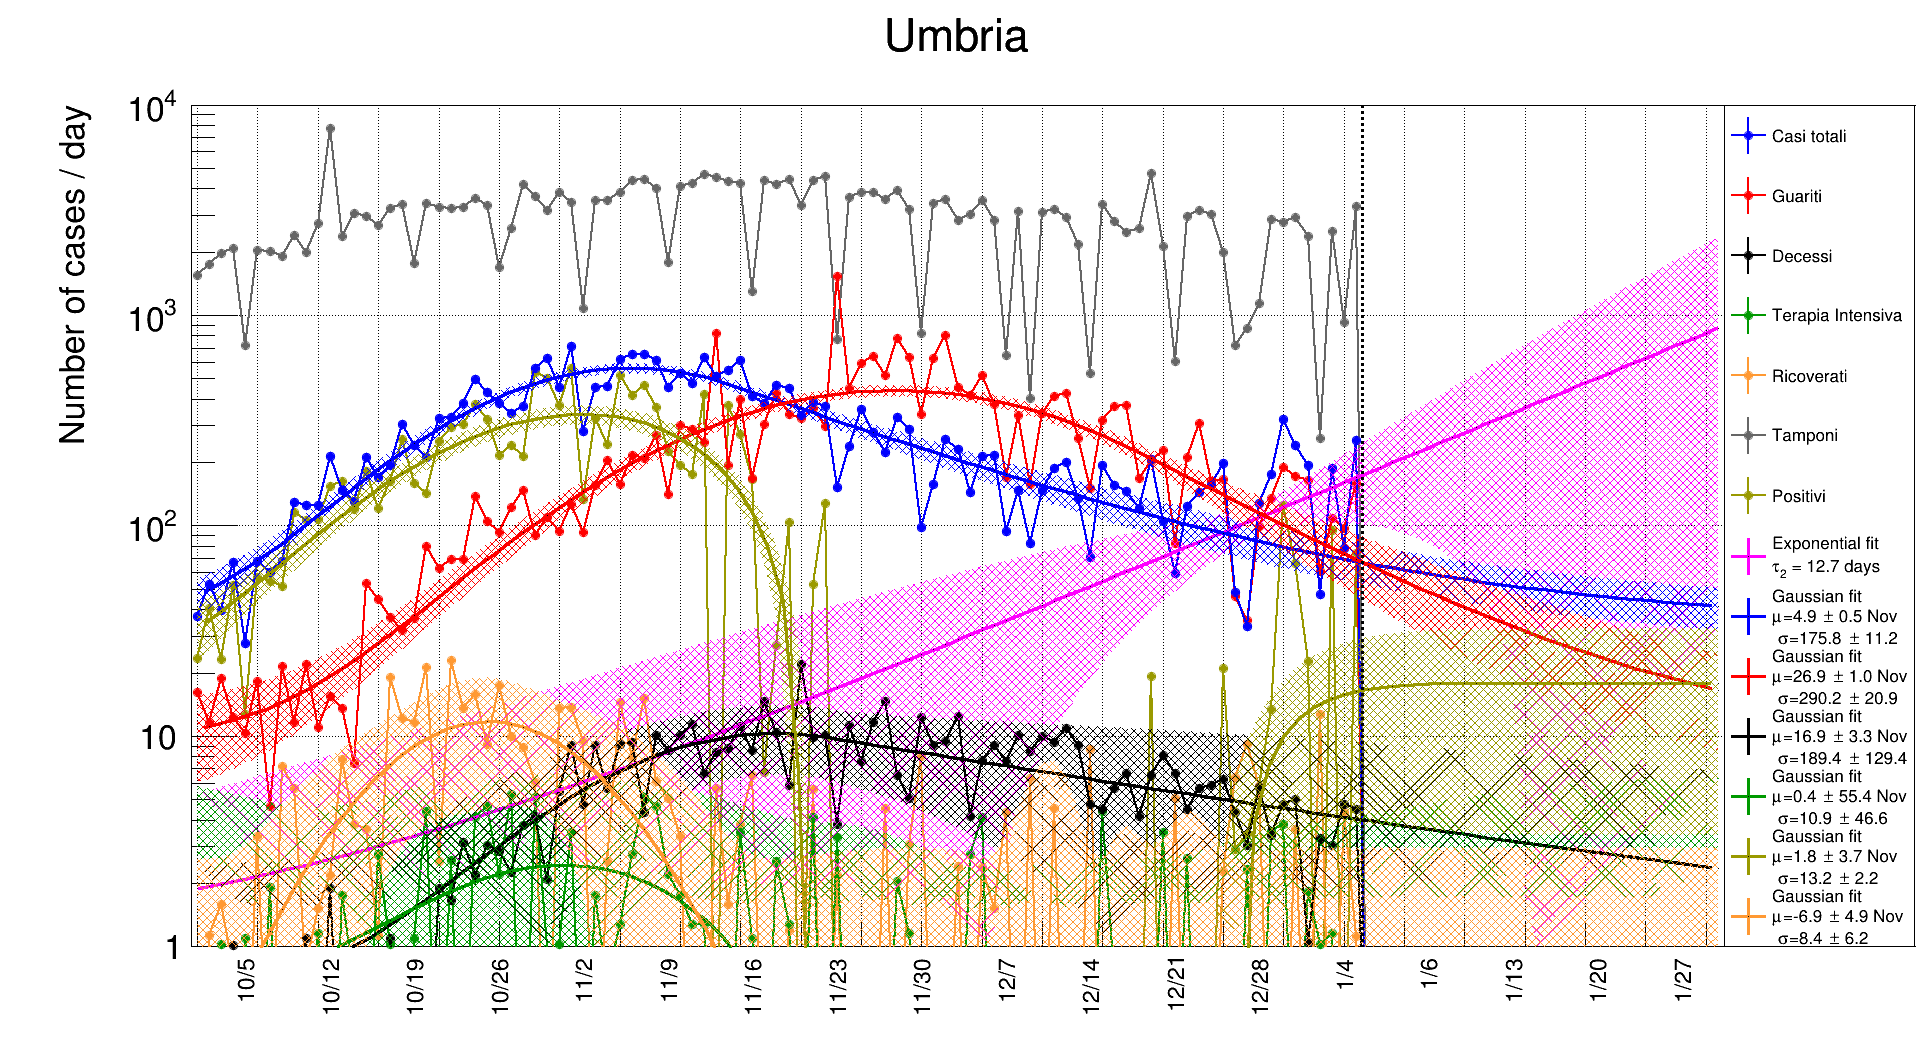 Umbria
Number of cases / day
10⁴
10³
10²
10
1
10/5
10/12
10/19
10/26
11/2
11/9
11/16
11/23
11/30
12/7
12/14
12/21
12/28
1/4
1/6
1/13
1/20
1/27
Casi totali
Guariti
Decessi
Terapia Intensiva
Ricoverati
Tamponi
Positivi
Exponential fit
τ₂ = 12.7 days
Gaussian fit
μ=4.9 ± 0.5 Nov
σ=175.8 ± 11.2
Gaussian fit
μ=26.9 ± 1.0 Nov
σ=290.2 ± 20.9
Gaussian fit
μ=16.9 ± 3.3 Nov
σ=189.4 ± 129.4
Gaussian fit
μ=0.4 ± 55.4 Nov
σ=10.9 ± 46.6
Gaussian fit
μ=1.8 ± 3.7 Nov
σ=13.2 ± 2.2
Gaussian fit
μ=-6.9 ± 4.9 Nov
σ=8.4 ± 6.2